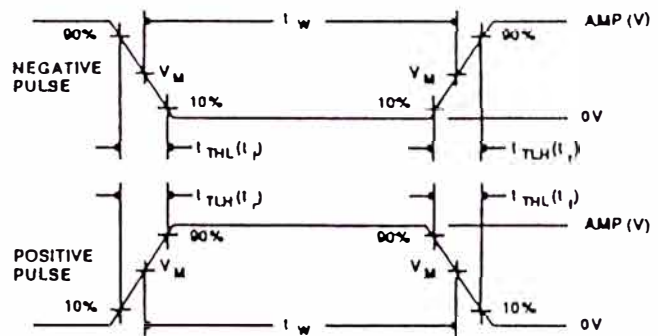 t w AMP (V)
90% 90%
NEGATIVE PULSE V M V M
10% 10%
0V
t THL (t f) t TLH (t r)
t TLH (t r) t THL (t f)
AMP (V)
90% 90%
POSITIVE PULSE V M V M
10% 10%
t w 0V